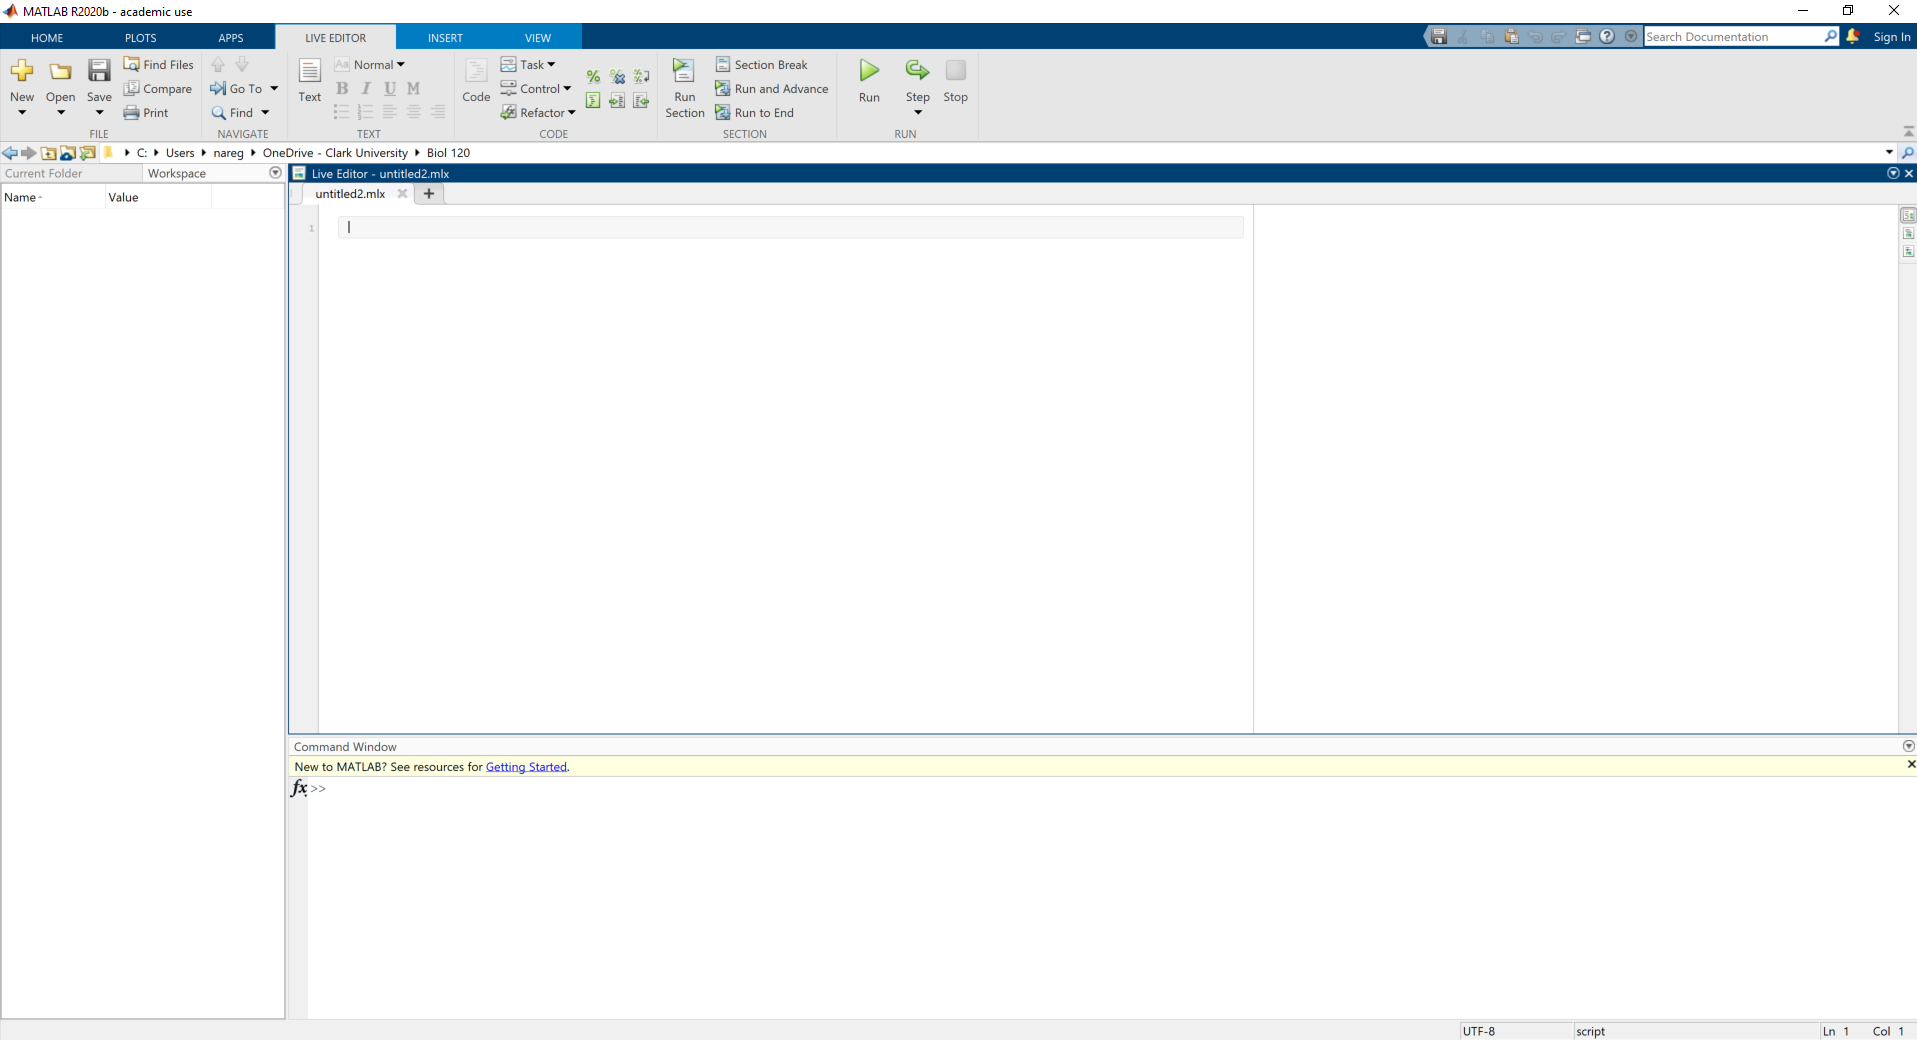 MATLAB R2020b - academic use
HOME PLOTS APPS LIVE EDITOR INSERT VIEW Search Documentation Sign In
New Open Save Find Files Compare Print
FILE
Go To Find
NAVIGATE
Text Aa Normal B I U M
TEXT
Code Task Control Refactor
CODE
Run Section Section Break Run and Advance Run to End
SECTION
Run Step Stop
RUN
C: Users nareg OneDrive - Clark University Biol 120
Current Folder Workspace
Name Value
Live Editor - untitled2.mlx
untitled2.mlx +
1
Command Window
New to MATLAB? See resources for Getting Started.
fx >>
UTF-8 script Ln 1 Col 1